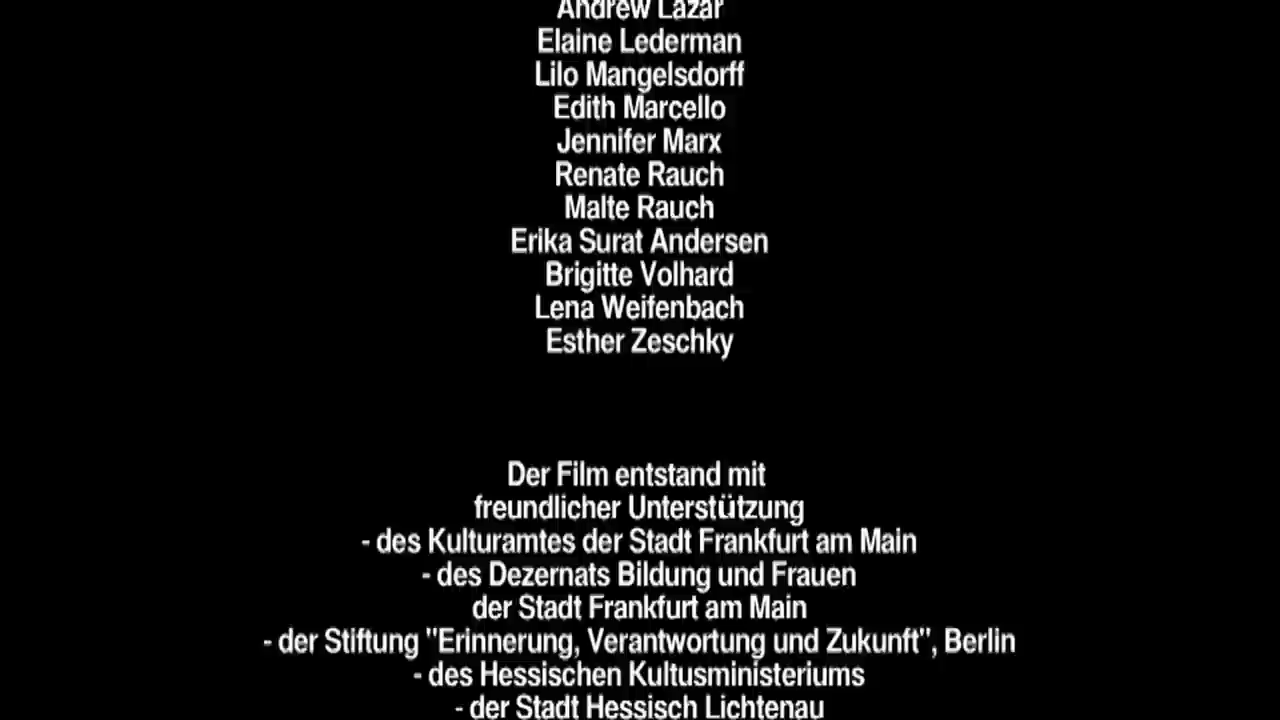 Andrew Lazar
Elaine Lederman
Lilo Mangelsdorff
Edith Marcello
Jennifer Marx
Renate Rauch
Malte Rauch
Erika Surat Andersen
Brigitte Volhard
Lena Weifenbach
Esther Zeschky
Der Film entstand mit
freundlicher Unterstützung
- des Kulturamtes der Stadt Frankfurt am Main
- des Dezernats Bildung und Frauen
der Stadt Frankfurt am Main
- der Stiftung "Erinnerung, Verantwortung und Zukunft", Berlin
- des Hessischen Kultusministeriums
- der Stadt Hessisch Lichtenau